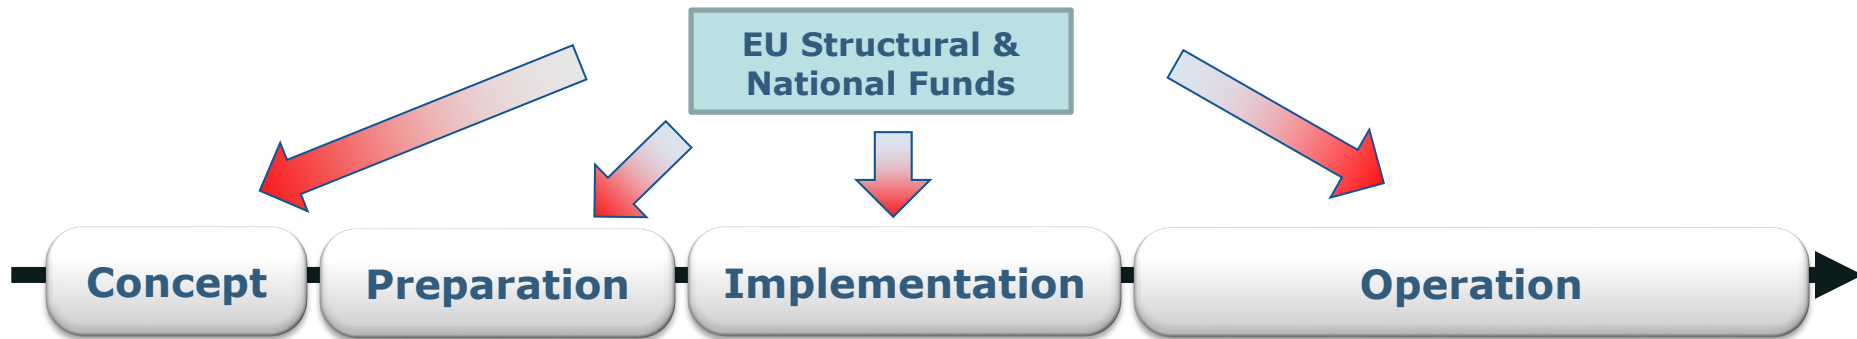 EU Structural &
National Funds
Concept
Preparation
Implementation
Operation